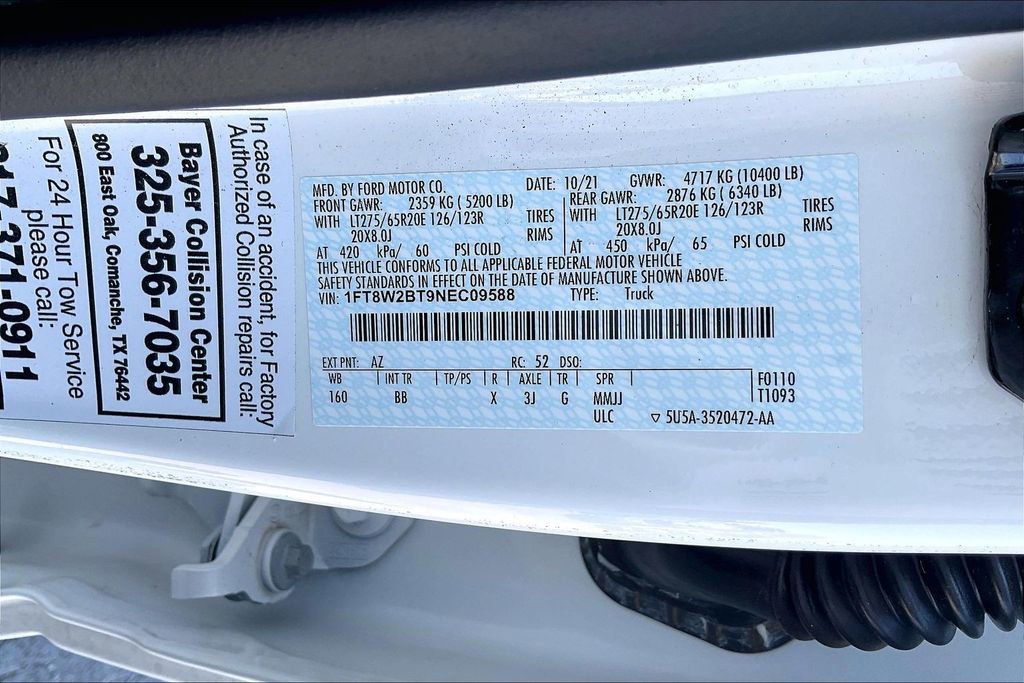 In case of an accident, for Factory
Authorized Collision repairs call:
Bayer Collision Center
325-356-7035
800 East Oak, Comanche, TX 76442
For 24 Hour Tow Service
please call:
371-0911
MFD. BY FORD MOTOR CO. DATE: 10/21 GVWR: 4717 KG (10400 LB)
FRONT GAWR: 2359 KG ( 5200 LB) REAR GAWR: 2876 KG ( 6340 LB)
WITH LT275/65R20E 126/123R TIRES WITH LT275/65R20E 126/123R TIRES
20X8.0J RIMS 20X8.0J RIMS
AT 420 kPa/ 60 PSI COLD AT 450 kPa/ 65 PSI COLD
THIS VEHICLE CONFORMS TO ALL APPLICABLE FEDERAL MOTOR VEHICLE
SAFETY STANDARDS IN EFFECT ON THE DATE OF MANUFACTURE SHOWN ABOVE.
VIN: 1FT8W2BT9NEC09588 TYPE: Truck
EXT PNT: AZ RC: 52 DSO:
WB INT TR TP/PS R AXLE TR SPR F0110
160 BB X 3J G MMJJ T1093
ULC ▽ 5U5A-3520472-AA